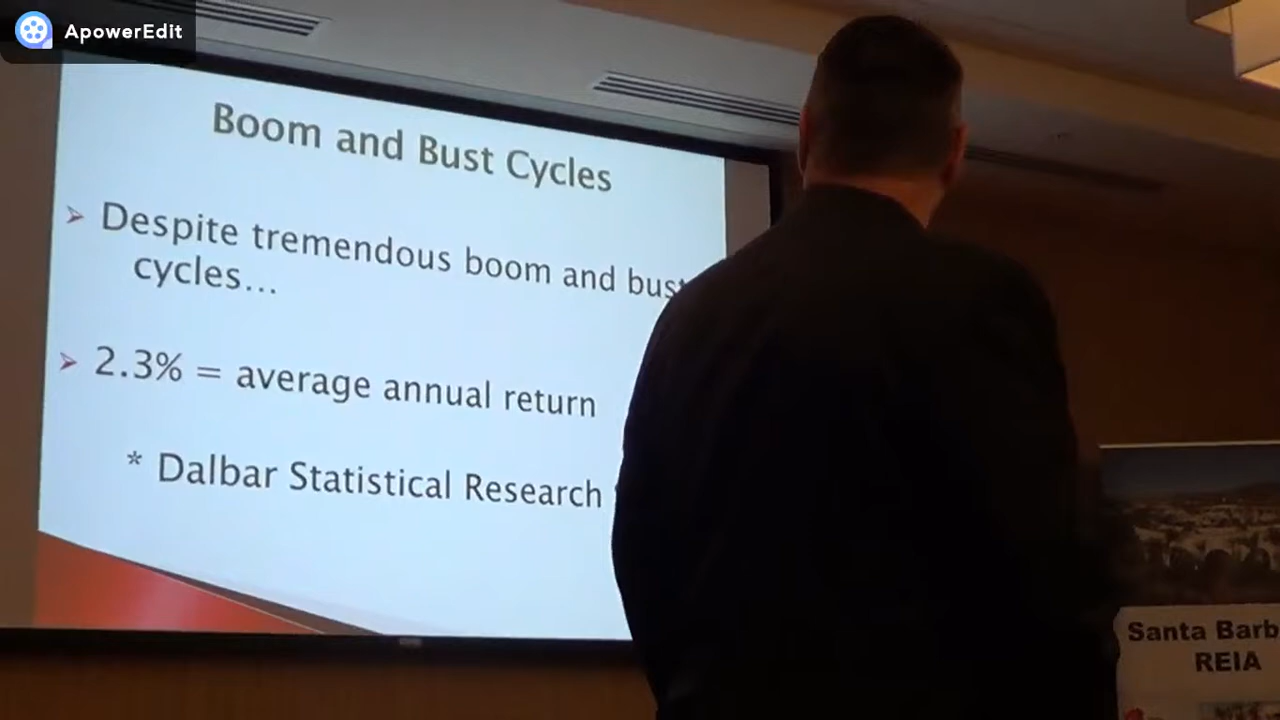 ApowerEdit
Boom and Bust Cycles
Despite tremendous boom and bust
cycles...
2.3% = average annual return
* Dalbar Statistical Research
Santa Barb
REIA